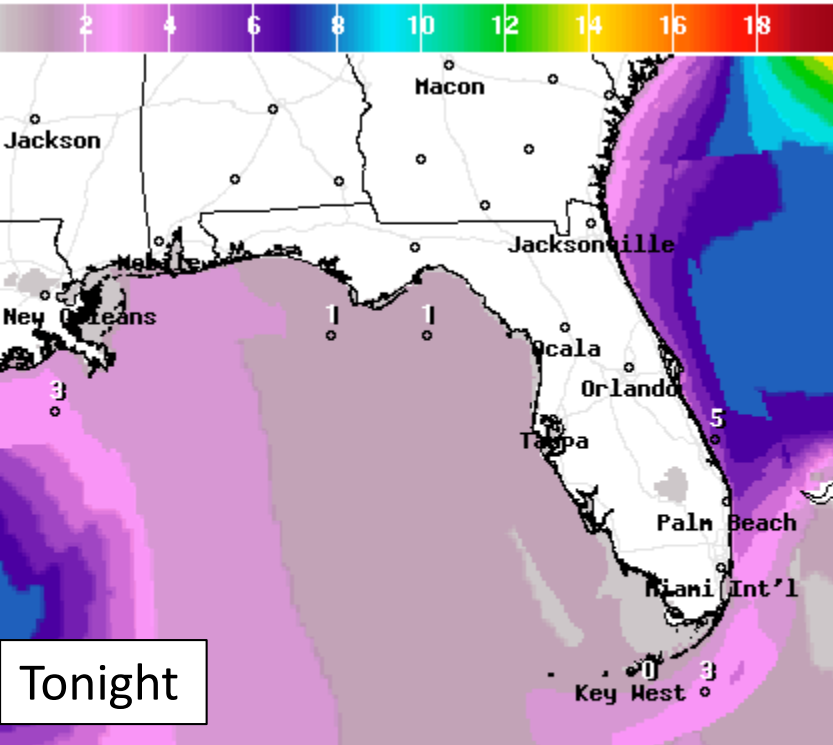 2 4 6 8 10 12 14 16 18
Macon
Jackson
Jacksonville
Mobile
New Orleans
1 1
Ocala
Orlando
3
5
Tampa
Palm Beach
Miami Int'l
0 3
Key West
Tonight